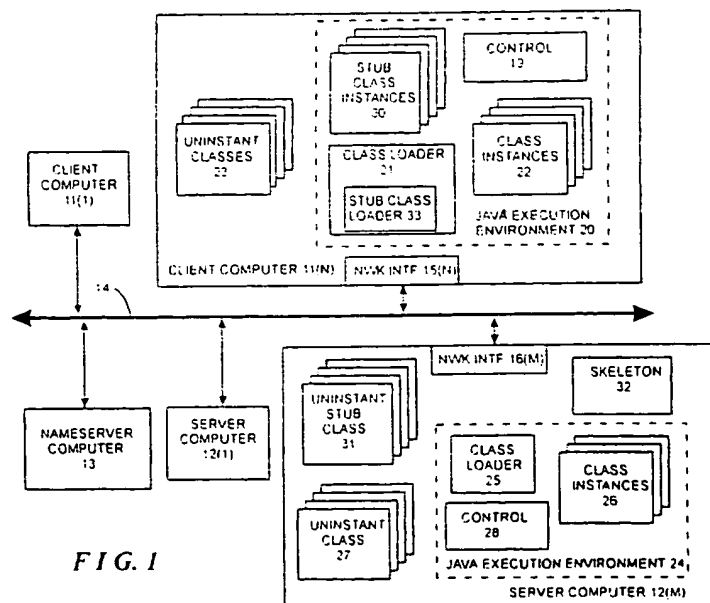 STUB
CLASS
INSTANCES
30
CONTROL
19
UNINSTANT
CLASSES
23
CLASS LOADER
21
STUB CLASS
LOADER 33
CLASS
INSTANCES
22
JAVA EXECUTION
ENVIRONMENT 20
CLIENT
COMPUTER
11(1)
CLIENT COMPUTER 11(N)
NWK INTF 15(N)
14
NWK INTF 16(M)
NAMESERVER
COMPUTER
13
SERVER
COMPUTER
12(1)
UNINSTANT
STUB
CLASS
31
SKELETON
32
CLASS
LOADER
25
CLASS
INSTANCES
26
UNINSTANT
CLASS
27
CONTROL
28
JAVA EXECUTION ENVIRONMENT 24
SERVER COMPUTER 12(M)
FIG. 1